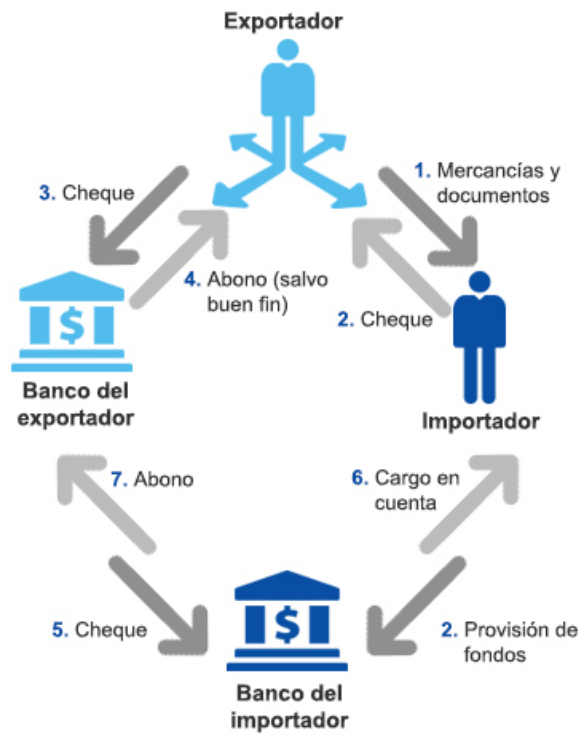 Exportador
1. Mercancías y
documentos
3. Cheque
4. Abono (salvo
buen fin)
2. Cheque
$
Banco del
exportador
Importador
7. Abono
6. Cargo en
cuenta
5. Cheque
$
2. Provisión de
fondos
Banco del
importador